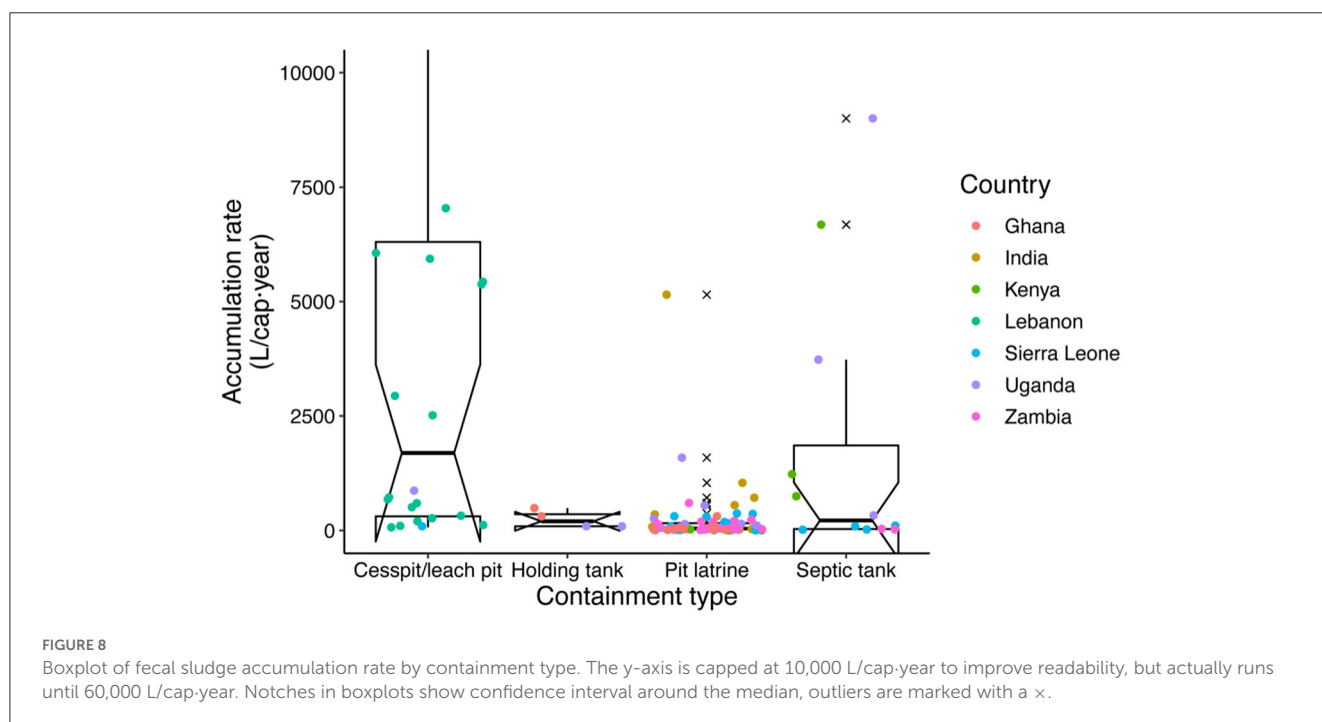 10000
7500
5000
2500
0
Accumulation rate
(L/cap·year)
Cesspit/leach pit
Holding tank
Pit latrine
Septic tank
Containment type
Country
Ghana
India
Kenya
Lebanon
Sierra Leone
Uganda
Zambia
FIGURE 8
Boxplot of fecal sludge accumulation rate by containment type. The y-axis is capped at 10,000 L/cap·year to improve readability, but actually runs
until 60,000 L/cap·year. Notches in boxplots show confidence interval around the median, outliers are marked with a ×.